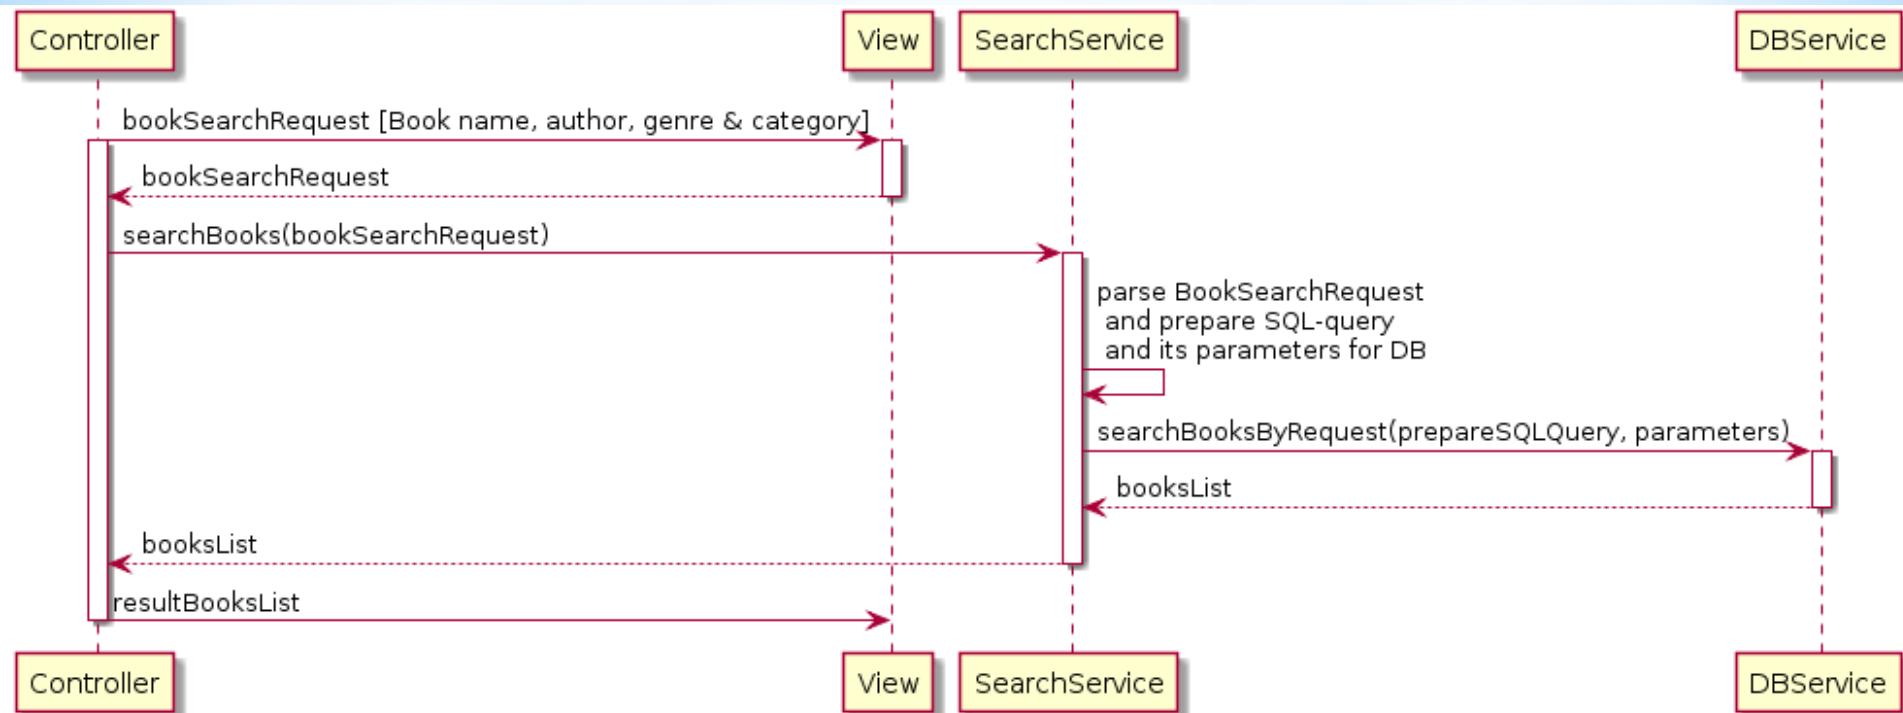 Controller
View
SearchService
DBService
bookSearchRequest [Book name, author, genre & category]
bookSearchRequest
searchBooks(bookSearchRequest)
parse BookSearchRequest
and prepare SQL-query
and its parameters for DB
searchBooksByRequest(prepareSQLQuery, parameters)
booksList
booksList
resultBooksList
Controller
View
SearchService
DBService